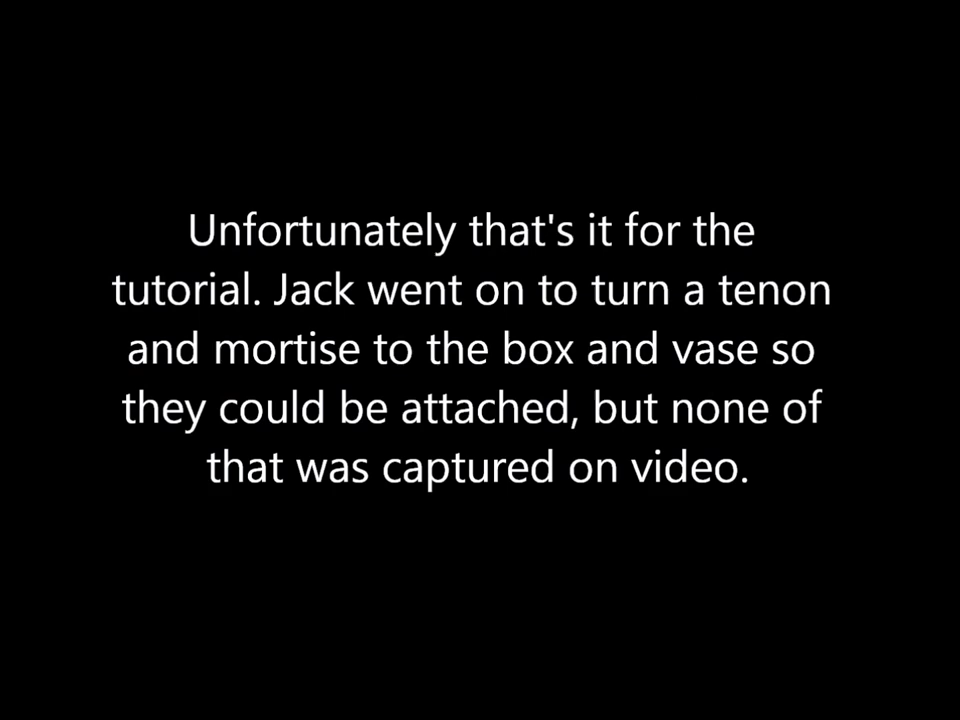 Unfortunately that's it for the
tutorial. Jack went on to turn a tenon
and mortise to the box and vase so
they could be attached, but none of
that was captured on video.